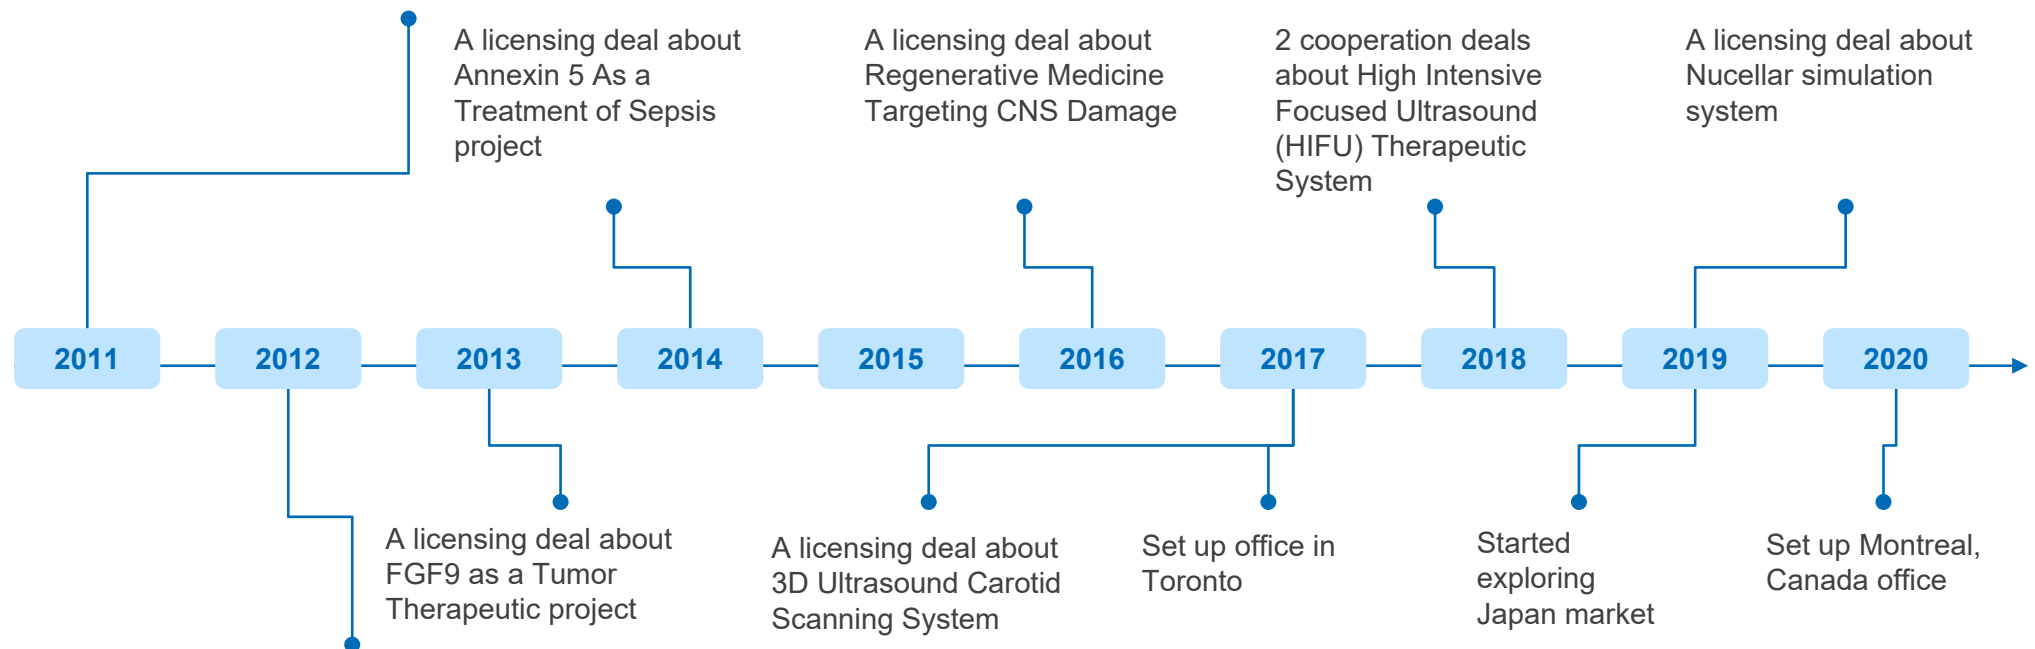 A licensing deal about
Annexin 5 As a
Treatment of Sepsis
project
A licensing deal about
Regenerative Medicine
Targeting CNS Damage
2 cooperation deals
about High Intensive
Focused Ultrasound
(HIFU) Therapeutic
System
A licensing deal about
Nucellar simulation
system
2011
2012
2013
2014
2015
2016
2017
2018
2019
2020
A licensing deal about
FGF9 as a Tumor
Therapeutic project
A licensing deal about
3D Ultrasound Carotid
Scanning System
Set up office in
Toronto
Started
exploring
Japan market
Set up Montreal,
Canada office